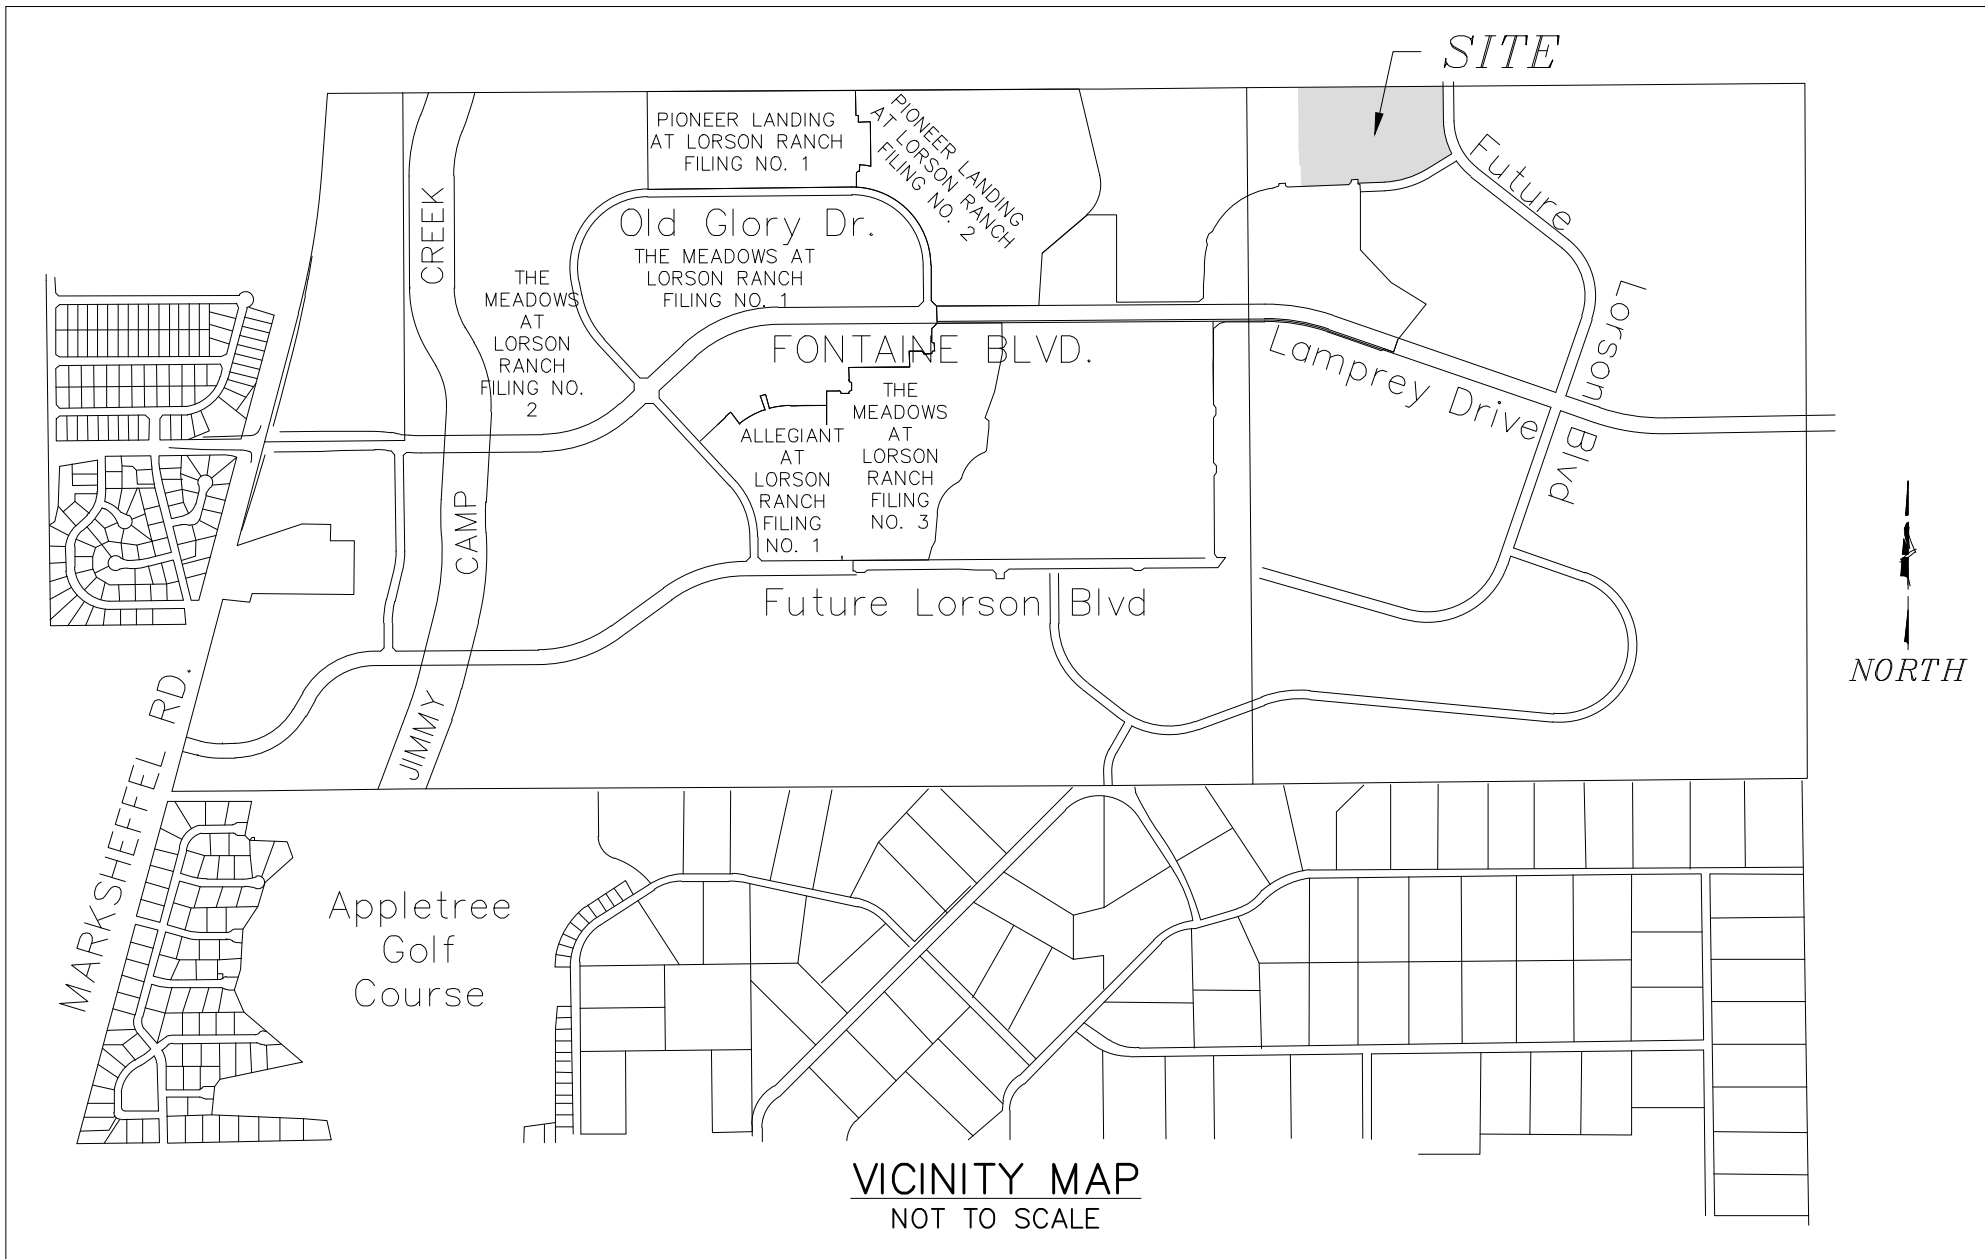 SITE
PIONEER LANDING
AT LORSON RANCH
FILING NO. 1
PIONEER LANDING
AT LORSON RANCH
FILING NO. 2
Future
Lorson
Blvd
CREEK
CAMP
JIMMY
Old Glory Dr.
THE MEADOWS AT
LORSON RANCH
FILING NO. 1
THE
MEADOWS
AT
LORSON
RANCH
FILING NO.
2
FONTAINE BLVD.
Lamprey Drive
THE
MEADOWS
AT
LORSON
RANCH
FILING
NO. 3
ALLEGIANT
AT
LORSON
RANCH
FILING
NO. 1
Future Lorson Blvd
NORTH
MARKSHEFFEL RD.
Appletree
Golf
Course
VICINITY MAP
NOT TO SCALE